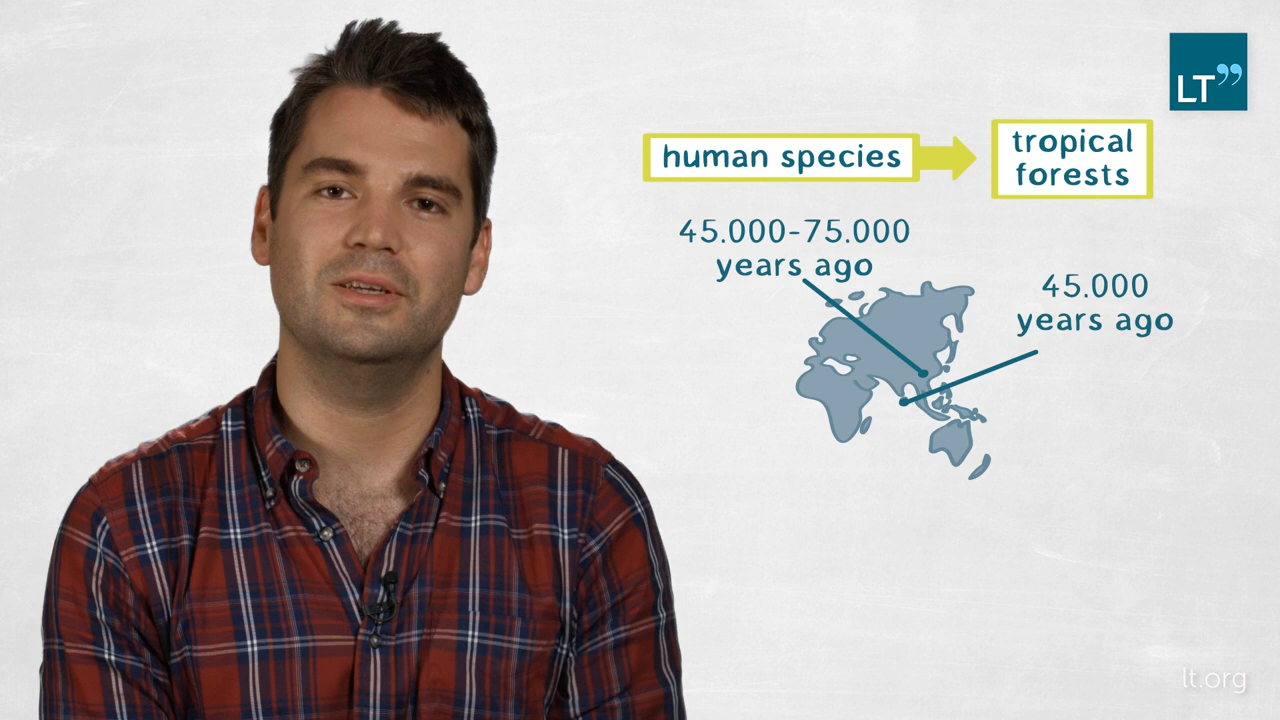 LT”
human species
tropical
forests
45.000-75.000
years ago
45.000
years ago
lt.org